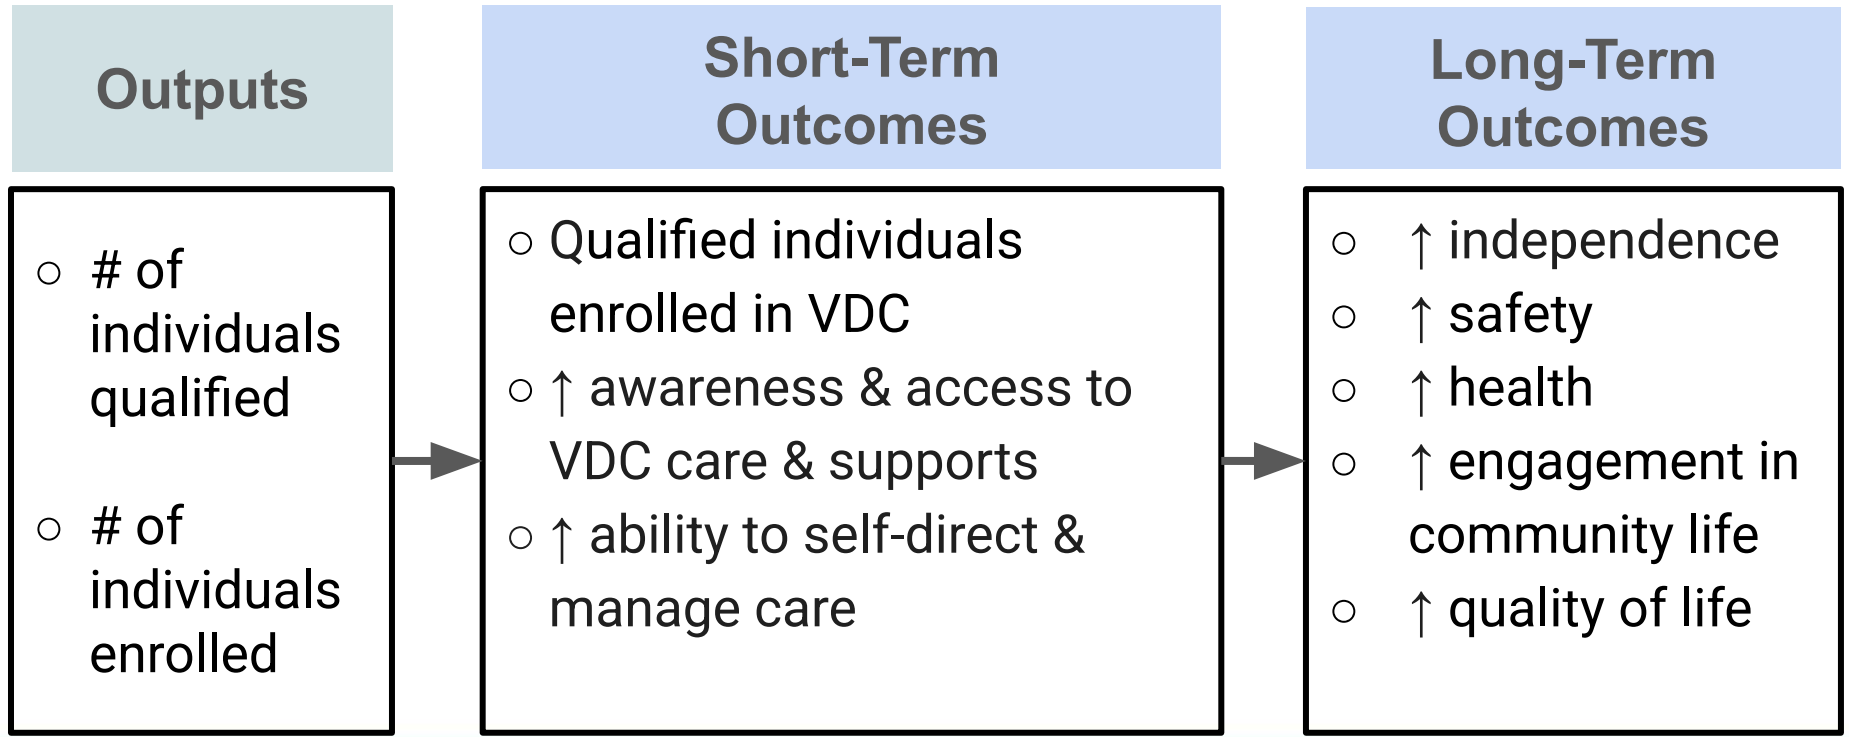 Outputs
○ # of
individuals
qualified
○ # of
individuals
enrolled
Short-Term
Outcomes
○ Qualified individuals
enrolled in VDC
○ ↑ awareness & access to
VDC care & supports
○ ↑ ability to self-direct &
manage care
Long-Term
Outcomes
○ ↑ independence
○ ↑ safety
○ ↑ health
○ ↑ engagement in
community life
○ ↑ quality of life